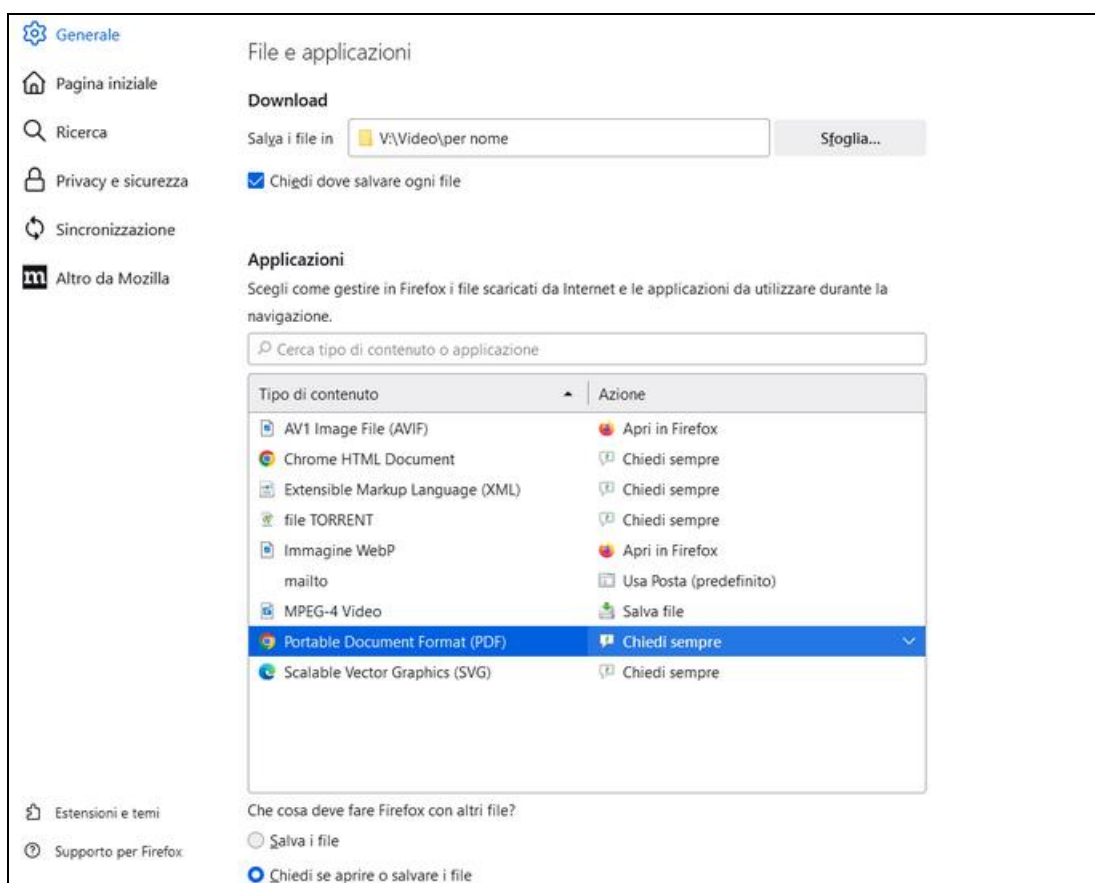 Generale
Pagina iniziale
Ricerca
Privacy e sicurezza
Sincronizzazione
Altro da Mozilla
Estensioni e temi
Supporto per Firefox
File e applicazioni
Download
Salva i file in V:\Video\per nome Sfoglia...
Chiedi dove salvare ogni file
Applicazioni
Scegli come gestire in Firefox i file scaricati da Internet e le applicazioni da utilizzare durante la
navigazione.
Cerca tipo di contenuto o applicazione
Tipo di contenuto Azione
AV1 Image File (AVIF) Apri in Firefox
Chrome HTML Document Chiedi sempre
Extensible Markup Language (XML) Chiedi sempre
file TORRENT Chiedi sempre
Immagine WebP Apri in Firefox
mailto Usa Posta (predefinito)
MPEG-4 Video Salva file
Portable Document Format (PDF) Chiedi sempre
Scalable Vector Graphics (SVG) Chiedi sempre
Che cosa deve fare Firefox con altri file?
Salva i file
Chiedi se aprire o salvare i file